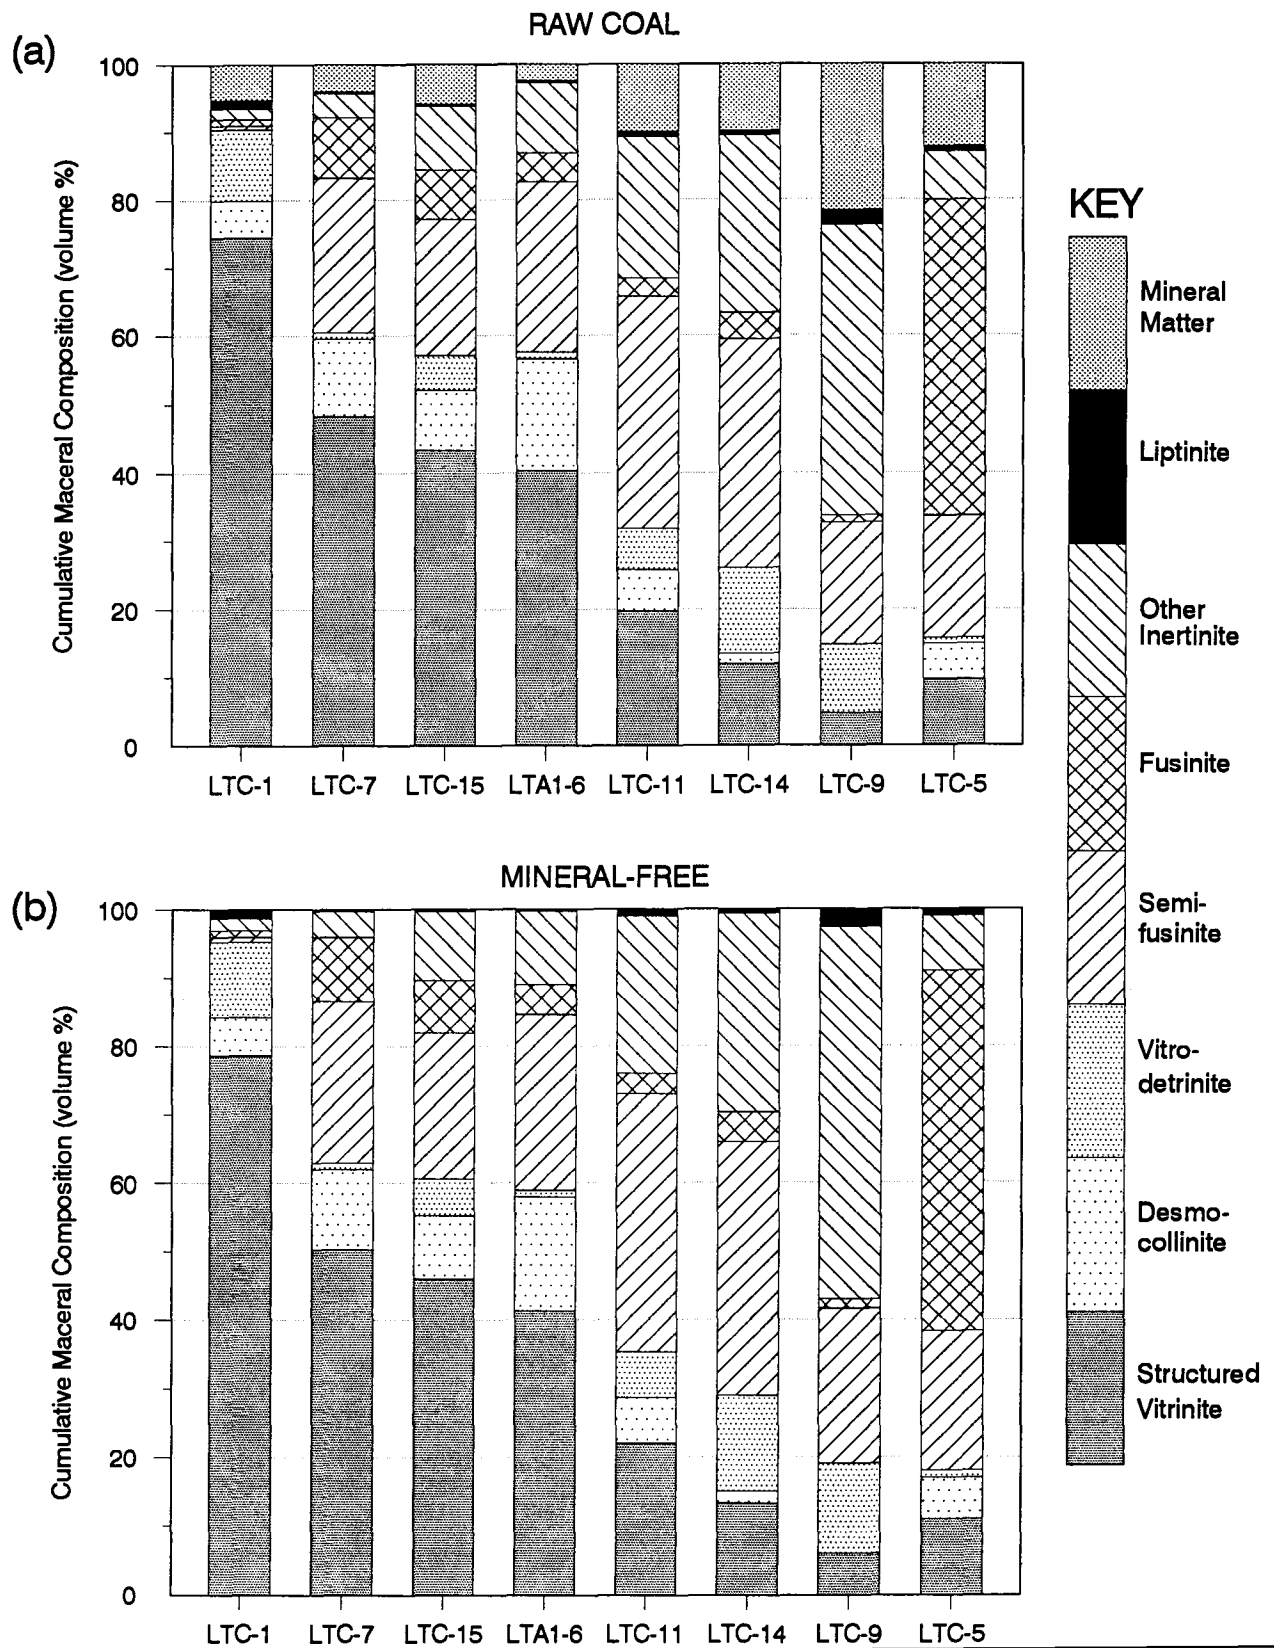 RAW COAL
(a)
Cumulative Maceral Composition (volume %)
100
80
60
40
20
0
LTC-1 LTC-7 LTC-15 LTA1-6 LTC-11 LTC-14 LTC-9 LTC-5
MINERAL-FREE
(b)
Cumulative Maceral Composition (volume %)
100
80
60
40
20
0
LTC-1 LTC-7 LTC-15 LTA1-6 LTC-11 LTC-14 LTC-9 LTC-5
KEY
Mineral
Matter
Liptinite
Other
Inertinite
Fusinite
Semi-
fusinite
Vitro-
detrinite
Desmo-
collinite
Structured
Vitrinite